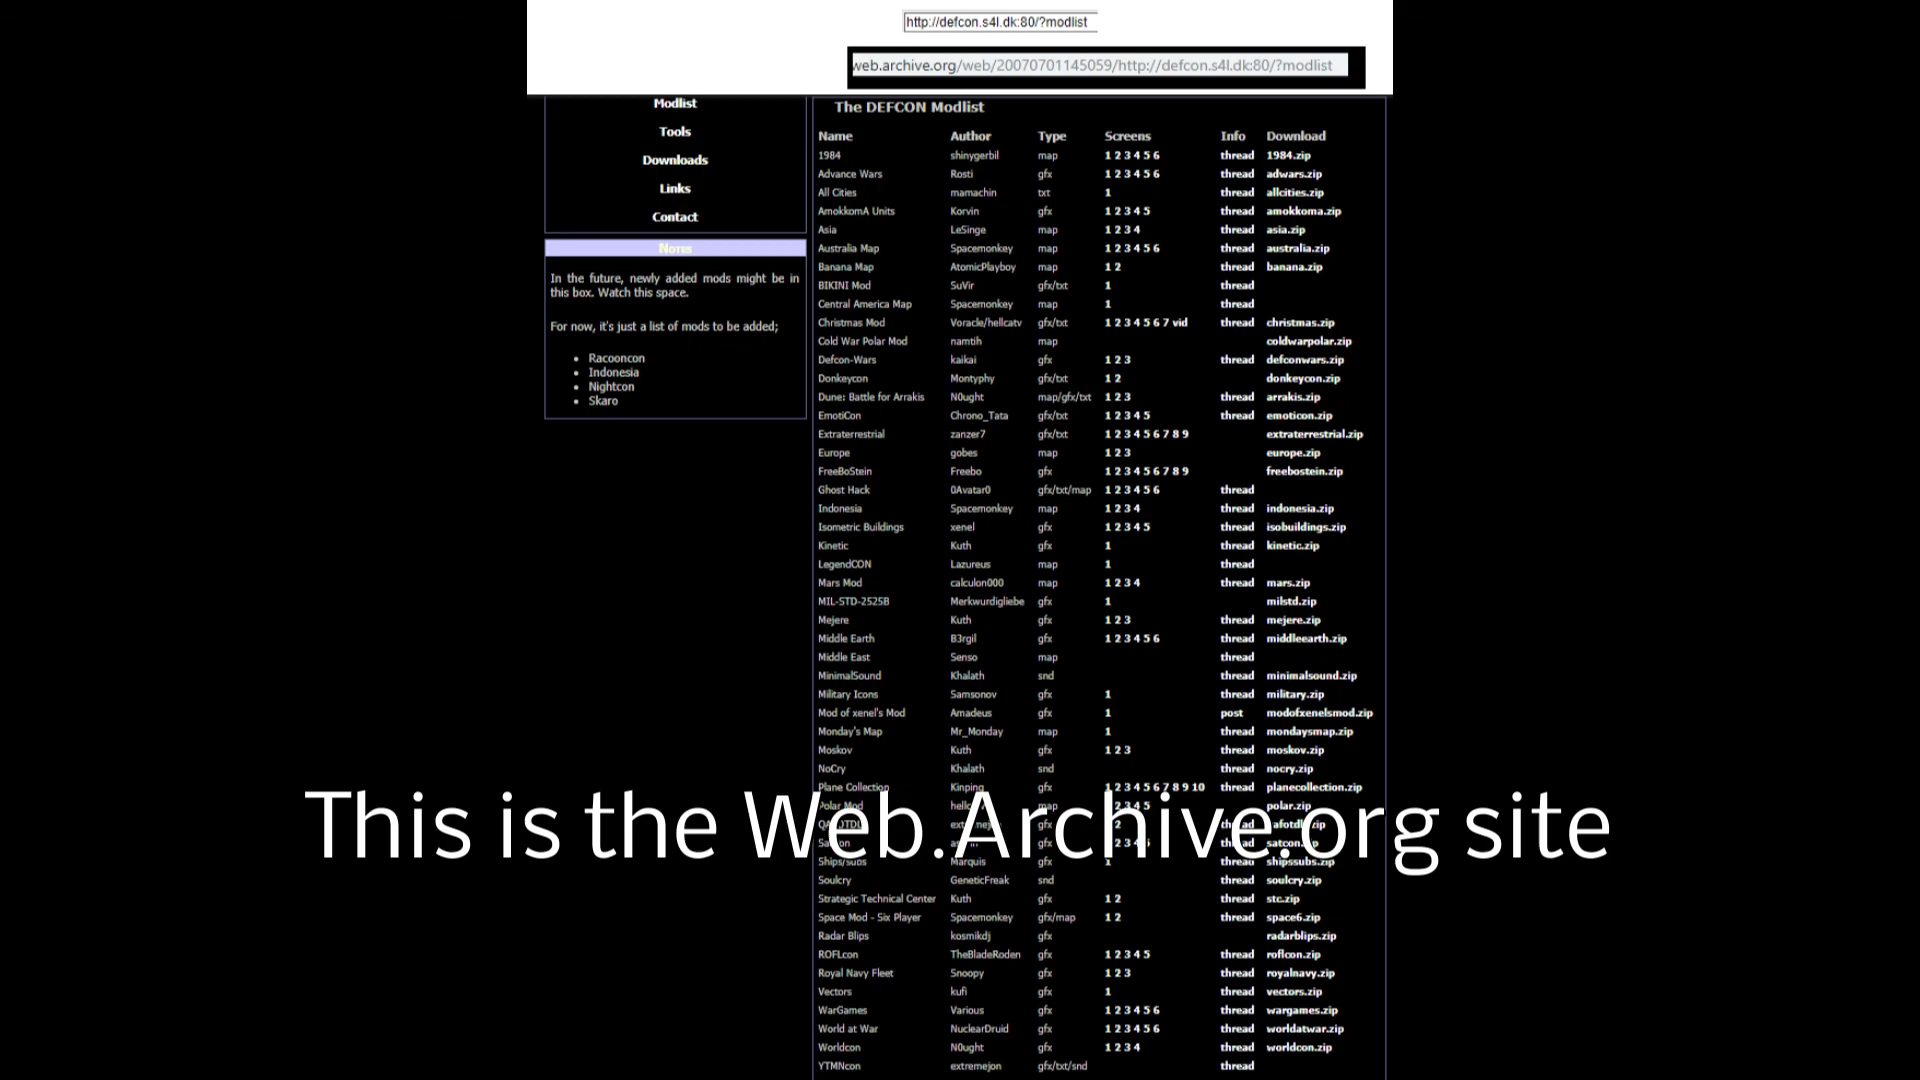 http://defcon.s4l.dk:80/?modlist
web.archive.org/web/20070701145059/http://defcon.s4l.dk:80/?modlist
Modlist
Tools
Downloads
Links
Contact
Notes
In the future, newly added mods might be in
this box. Watch this space.
For now, it's just a list of mods to be added;
Racooncon
Indonesia
Nightcon
Skaro
The DEFCON Modlist
Name Author Type Screens Info Download
1984 shinygerbil map 1 2 3 4 5 6 thread 1984.zip
Advance Wars Rosti gfx 1 2 3 4 5 6 thread adwars.zip
All Cities mamachin txt 1 thread allcities.zip
AmokkomA Units Korvin gfx 1 2 3 4 5 thread amokkoma.zip
Asia LeSinge map 1 2 3 4 thread asia.zip
Australia Map Spacemonkey map 1 2 3 4 5 6 thread australia.zip
Banana Map AtomicPlayboy map 1 2 thread banana.zip
BIKINI Mod SuVir gfx/txt 1 thread
Central America Map Spacemonkey map 1 thread
Christmas Mod Voracle/hellcatv gfx/txt 1 2 3 4 5 6 7 vid thread christmas.zip
Cold War Polar Mod namtih map coldwarpolar.zip
Defcon-Wars kaikai gfx 1 2 3 thread defconwars.zip
Donkeycon Montyphy gfx/txt 1 2 donkeycon.zip
Dune: Battle for Arrakis N0ught map/gfx/txt 1 2 3 thread arrakis.zip
EmotiCon Chrono_Tata gfx/txt 1 2 3 4 5 thread emoticon.zip
Extraterrestrial zanzer7 gfx/txt 1 2 3 4 5 6 7 8 9 extraterrestrial.zip
Europe gobes map 1 2 3 europe.zip
FreeBoStein Freebo gfx 1 2 3 4 5 6 7 8 9 freebostein.zip
Ghost Hack 0Avatar0 gfx/txt/map 1 2 3 4 5 6 thread
Indonesia Spacemonkey map 1 2 3 4 thread indonesia.zip
Isometric Buildings xenel gfx 1 2 3 4 5 thread isobuildings.zip
Kinetic Kuth gfx 1 thread kinetic.zip
LegendCON Lazureus map 1 thread
Mars Mod calculon000 map 1 2 3 4 thread mars.zip
MIL-STD-2525B Merkwurdigliebe gfx 1 milstd.zip
Mejere Kuth gfx 1 2 3 thread mejere.zip
Middle Earth B3rgil gfx 1 2 3 4 5 6 thread middleearth.zip
Middle East Senso map thread
MinimalSound Khalath snd thread minimalsound.zip
Military Icons Samsonov gfx 1 thread military.zip
Mod of xenel's Mod Amadeus gfx 1 post modofxenelsmod.zip
Monday's Map Mr_Monday map 1 thread mondaysmap.zip
Moskov Kuth gfx 1 2 3 thread moskov.zip
NoCry Khalath snd thread nocry.zip
Plane Collection Kinping gfx 1 2 3 4 5 6 7 8 9 10 thread planecollection.zip
Polar Mod map 2 3 4 5 polar.zip
This is the Web.Archive.org site
gfx
gfx
Ships/subs Marquis gfx 1 thread shipssubs.zip
Soulcry GeneticFreak snd thread soulcry.zip
Strategic Technical Center Kuth gfx 1 2 thread stc.zip
Space Mod - Six Player Spacemonkey gfx/map 1 2 thread space6.zip
Radar Blips kosmikdj gfx radarblips.zip
ROFLcon TheBladeRoden gfx 1 2 3 4 5 thread roflcon.zip
Royal Navy Fleet Snoopy gfx 1 2 3 thread royalnavy.zip
Vectors kufi gfx 1 thread vectors.zip
WarGames Various gfx 1 2 3 4 5 6 thread wargames.zip
World at War NuclearDruid gfx 1 2 3 4 5 6 thread worldatwar.zip
Worldcon N0ught gfx 1 2 3 4 thread worldcon.zip
YTMNcon extremejon gfx/txt/snd thread